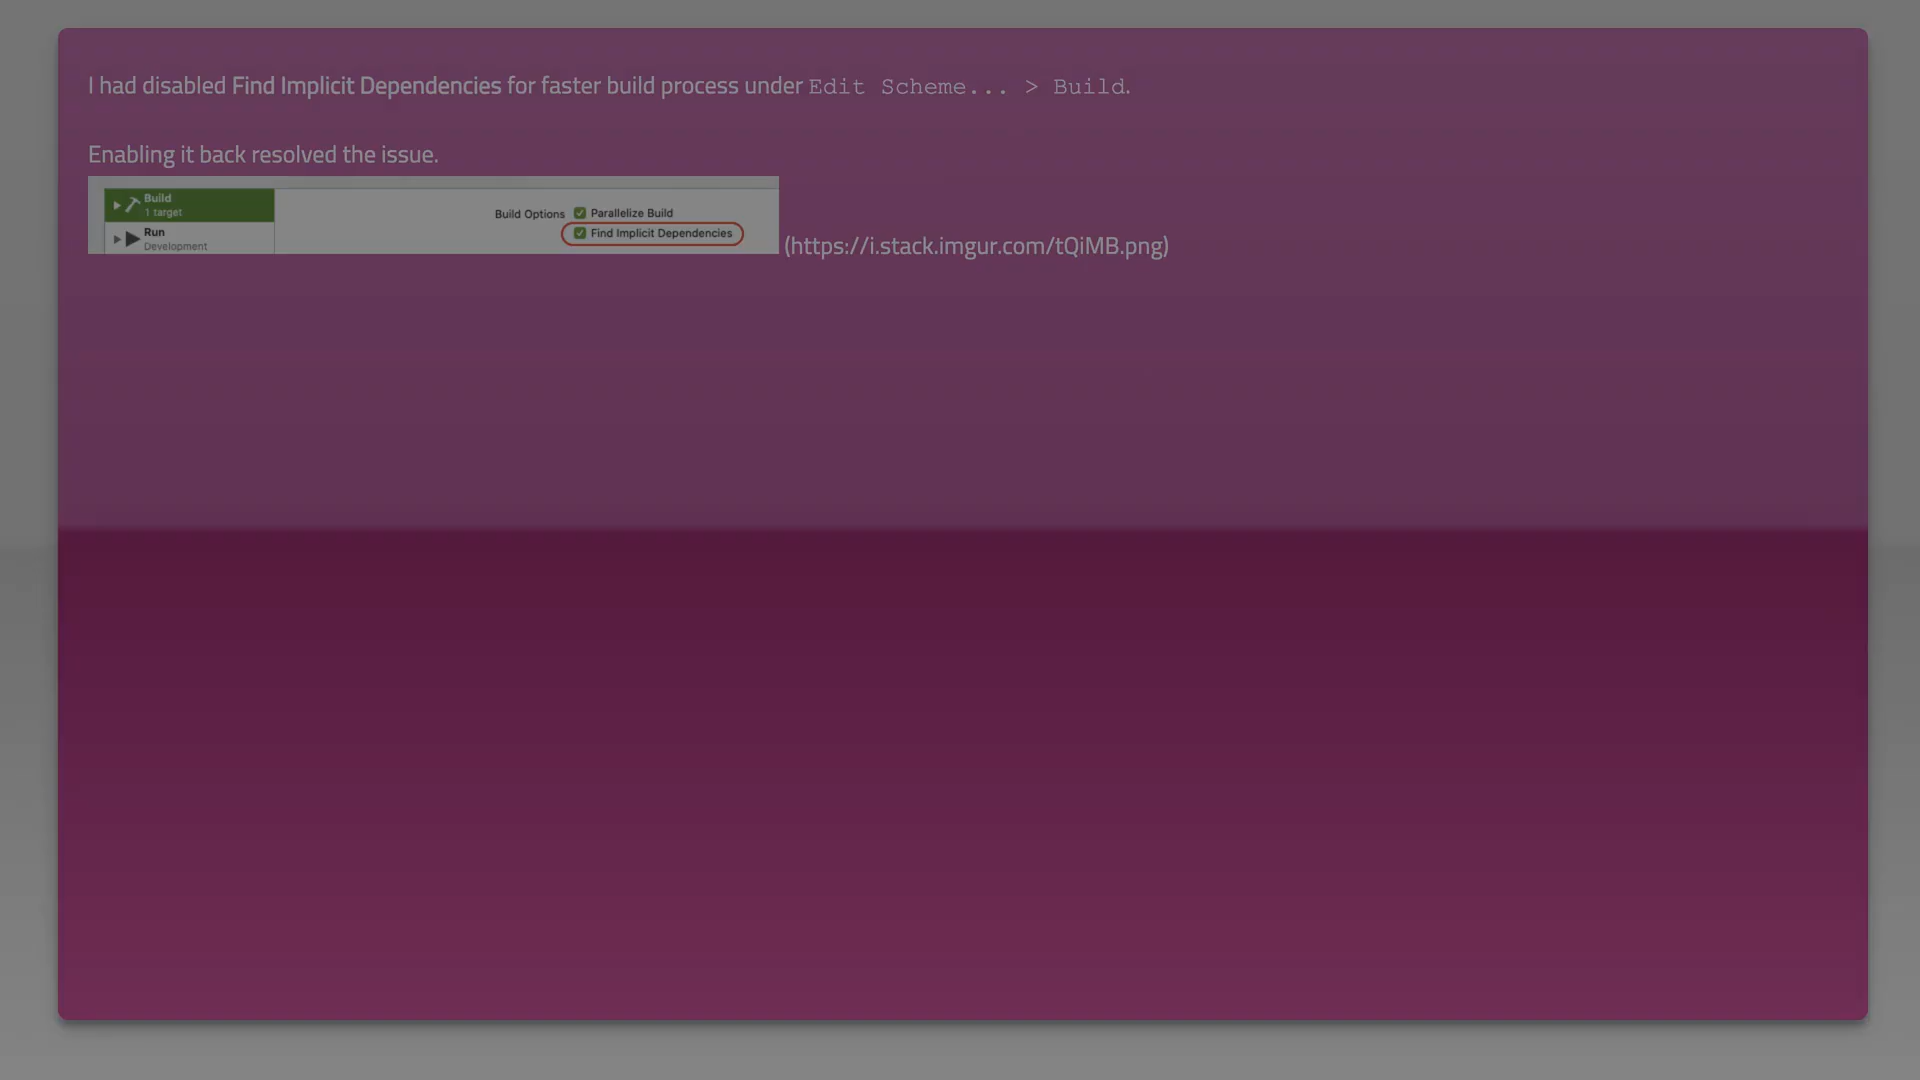 I had disabled Find Implicit Dependencies for faster build process under Edit Scheme... > Build.
Enabling it back resolved the issue.
Build
1 target
Run
Development
Build Options
Parallelize Build
Find Implicit Dependencies
(https://i.stack.imgur.com/tQiMB.png)